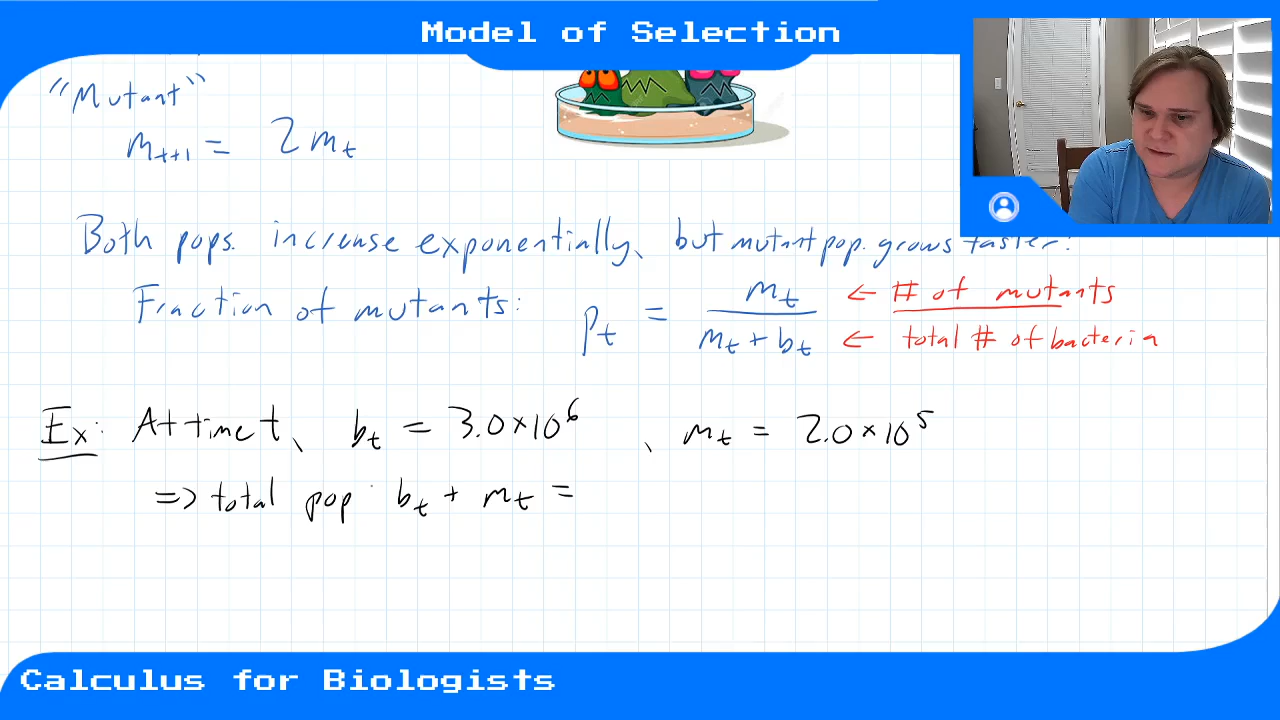 Model of Selection
"Mutant"
m_{t+1} = 2 m_t
Both pops. increase exponentially, but mutant pop. grows faster.
Fraction of mutants: p_t = m_t / (m_t + b_t)
← # of mutants
← total # of bacteria
Ex: At time t, b_t = 3.0×10^6, m_t = 2.0×10^5
=> total pop b_t + m_t =
Calculus for Biologists